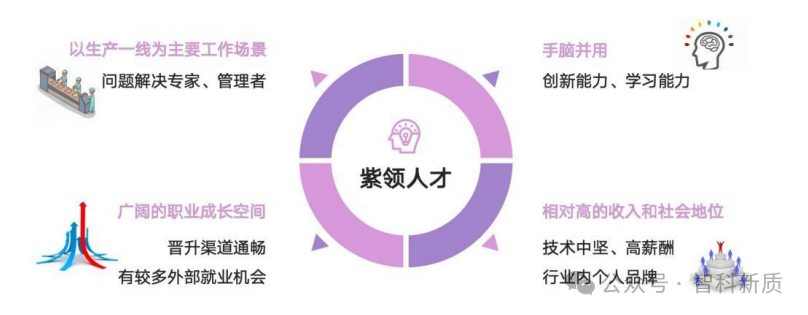 以生产一线为主要工作场景
问题解决专家、管理者
手脑并用
创新能力、学习能力
紫领人才
广阔的职业成长空间
晋升渠道通畅
有较多外部就业机会
相对高的收入和社会地位
技术中坚、高薪酬
行业内个人品牌
公众号·智科新质